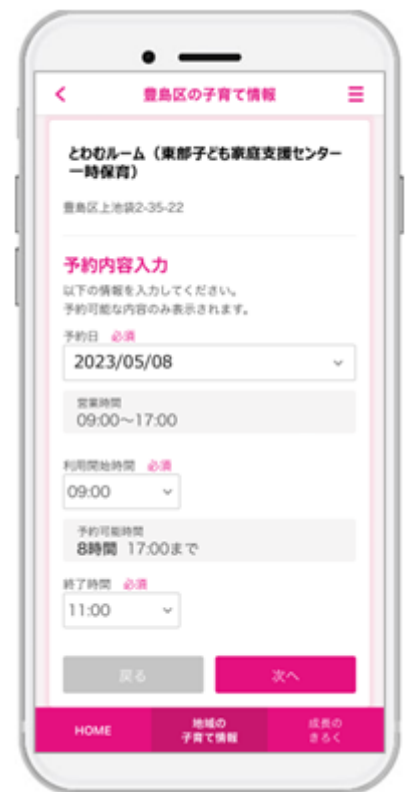 豊島区の子育て情報
とわむルーム（東部子ども家庭支援センター
一時保育）
豊島区上池袋2-35-22
予約内容入力
以下の情報を入力してください。
予約可能な内容のみ表示されます。
予約日 必須
2023/05/08
営業時間
09:00～17:00
利用開始時間 必須
09:00
予約可能時間
8時間 17:00まで
終了時間 必須
11:00
戻る 次へ
HOME 地域の 成長の
子育て情報 きろく